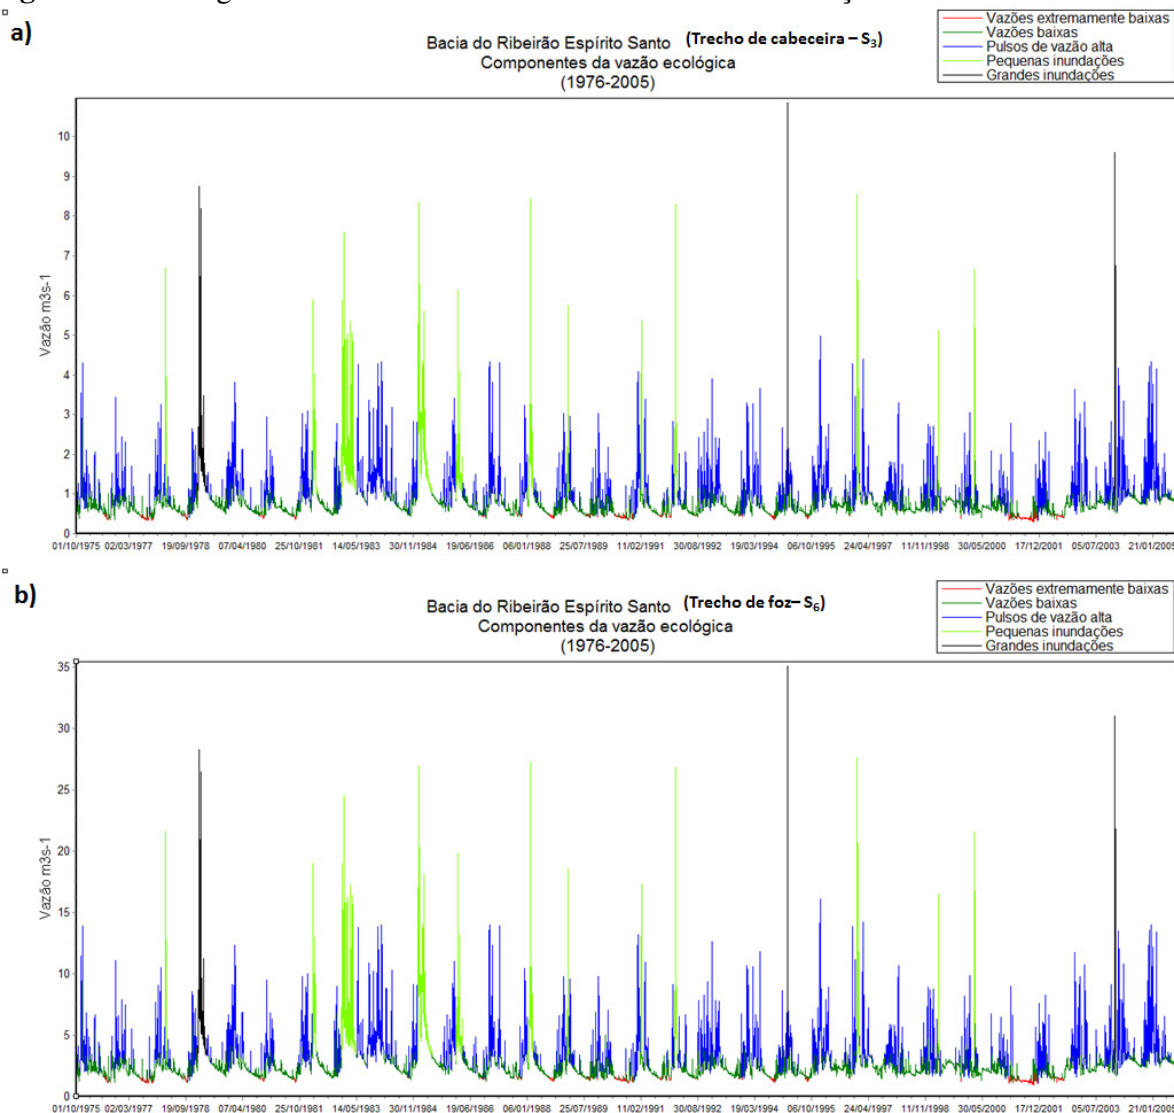 a)
Bacia do Ribeirão Espírito Santo (Trecho de cabeceira – S3)
Componentes da vazão ecológica
(1976-2005)
Vazões extremamente baixas
Vazões baixas
Pulsos de vazão alta
Pequenas inundações
Grandes inundações
Vazão m3s-1
10
9
8
7
6
5
4
3
2
1
0
01/10/1975 02/03/1977 19/09/1978 07/04/1980 25/10/1981 14/05/1983 30/11/1984 19/06/1986 06/01/1988 25/07/1989 11/02/1991 30/08/1992 19/03/1994 06/10/1995 24/04/1997 11/11/1998 30/05/2000 17/12/2001 05/07/2003 21/01/2005
b)
Bacia do Ribeirão Espírito Santo (Trecho de foz– S6)
Componentes da vazão ecológica
(1976-2005)
Vazões extremamente baixas
Vazões baixas
Pulsos de vazão alta
Pequenas inundações
Grandes inundações
Vazão m3s-1
35
30
25
20
15
10
5
0
01/10/1975 02/03/1977 19/09/1978 07/04/1980 25/10/1981 14/05/1983 30/11/1984 19/06/1986 06/01/1988 25/07/1989 11/02/1991 30/08/1992 19/03/1994 06/10/1995 24/04/1997 11/11/1998 30/05/2000 17/12/2001 05/07/2003 21/01/200